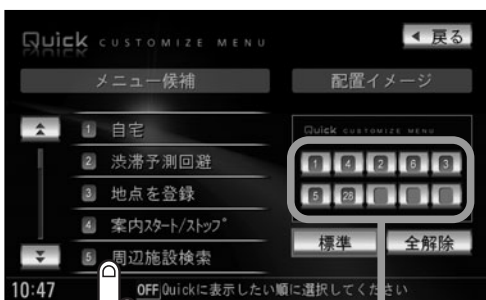 Quick CUSTOMIZE MENU
◀ 戻る
メニュー候補
配置イメージ
1 自宅
2 渋滞予測回避
3 地点を登録
4 案内スタート/ストップ
5 周辺施設検索
Quick CUSTOMIZE MENU
1 4 2 6 3
5 28
標準 全解除
10:47
OFF Quickに表示したい順に選択してください